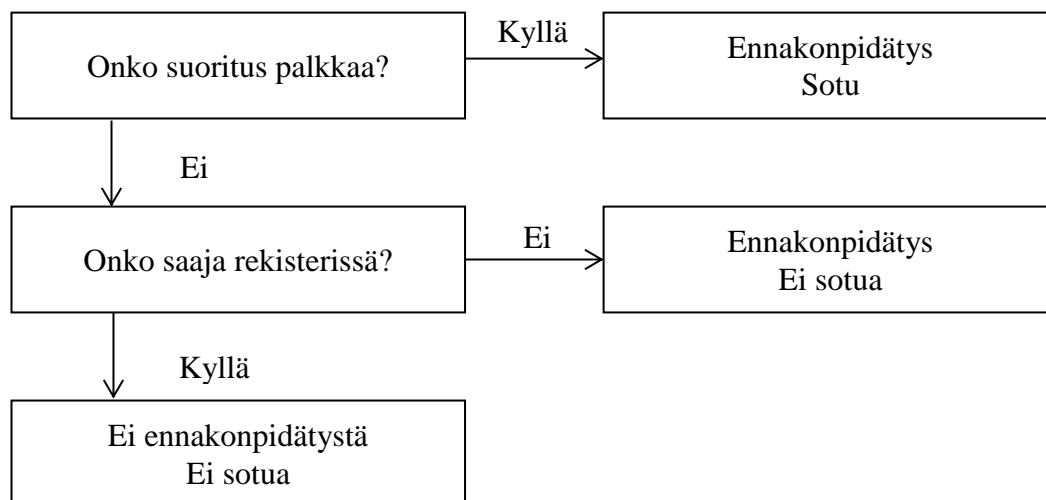 Onko suoritus palkkaa?
Kyllä
Ennakonpidätys
Sotu
Ei
Onko saaja rekisterissä?
Ei
Ennakonpidätys
Ei sotua
Kyllä
Ei ennakonpidätystä
Ei sotua